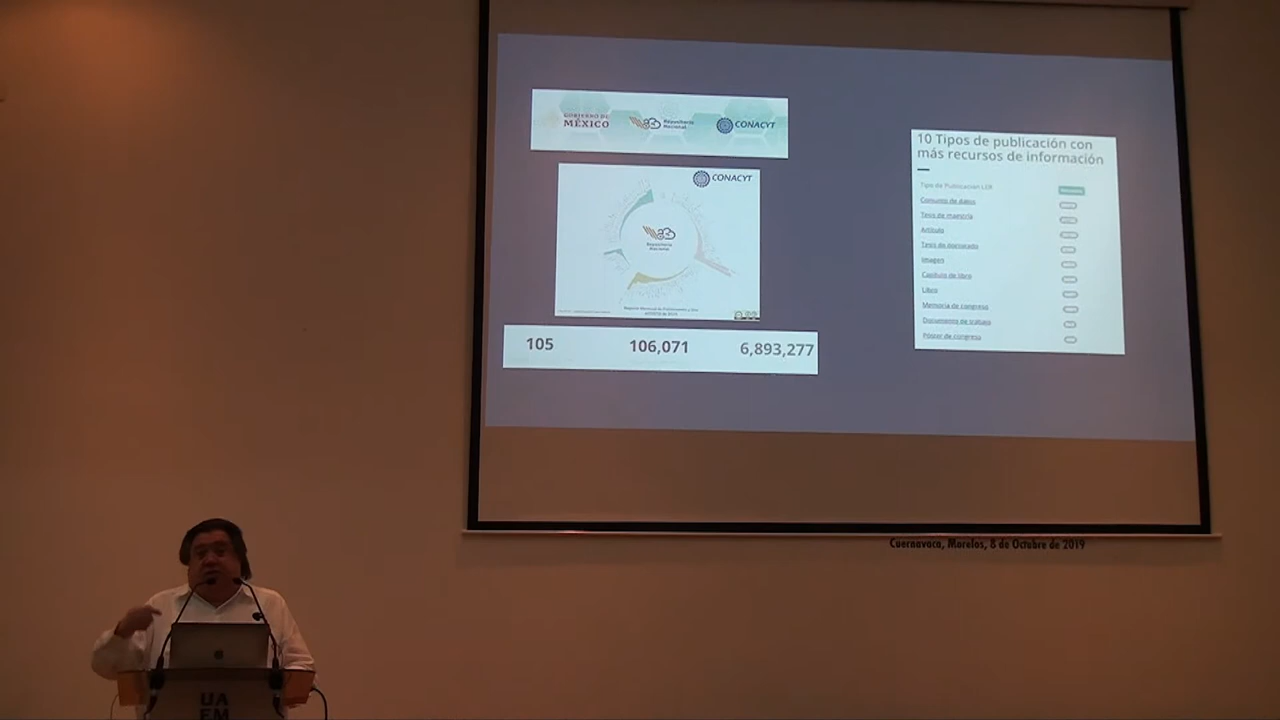 GOBIERNO DE
MÉXICO
Repositorio
Nacional
CONACYT
CONACYT
Repositorio
Nacional
105 106,071 6,893,277
10 Tipos de publicación con
más recursos de información
Tipo de Publicación
Conjunto de datos
Tesis de maestría
Artículo
Tesis de doctorado
Imagen
Capítulo de libro
Libro
Memoria de congreso
Documento de trabajo
Póster de congreso
Cuernavaca, Morelos, 8 de Octubre de 2019
UA
EM